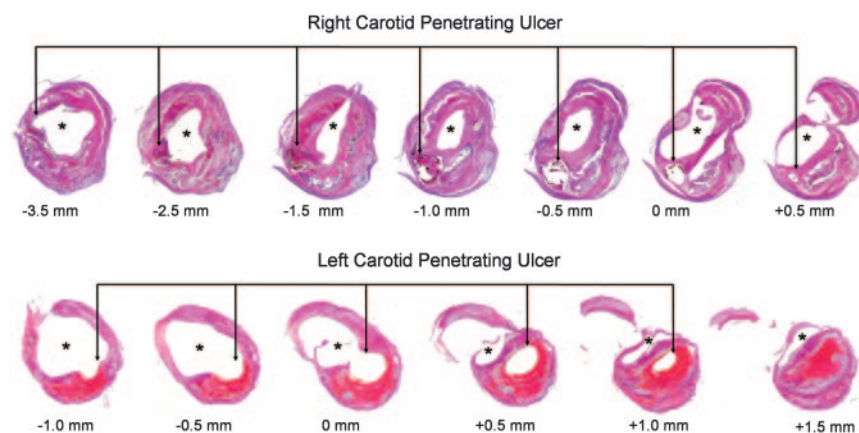 Right Carotid Penetrating Ulcer
* * * * * * *
-3.5 mm -2.5 mm -1.5 mm -1.0 mm -0.5 mm 0 mm +0.5 mm
Left Carotid Penetrating Ulcer
* * * * * *
-1.0 mm -0.5 mm 0 mm +0.5 mm +1.0 mm +1.5 mm